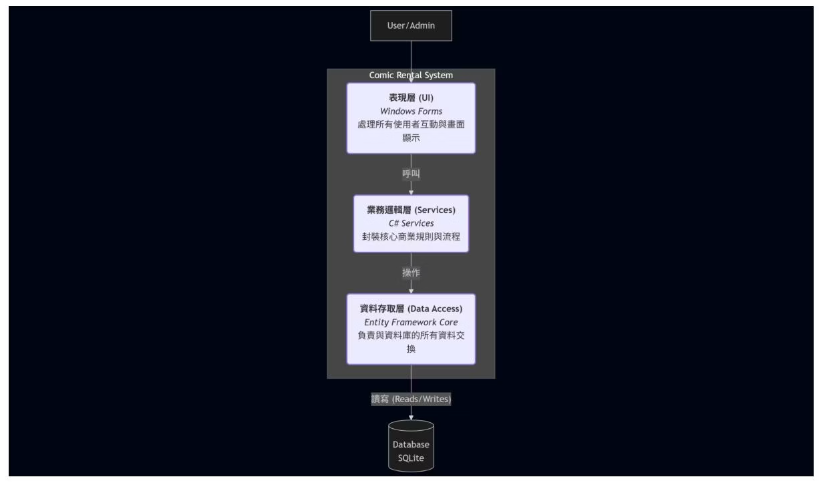 User/Admin
Comic Rental System
表現層 (UI)
Windows Forms
處理所有使用者互動與畫面
顯示
呼叫
業務邏輯層 (Services)
C# Services
封裝核心商業規則與流程
操作
資料存取層 (Data Access)
Entity Framework Core
負責與資料庫的所有資料交
換
讀寫 (Reads/Writes)
Database
SQLite